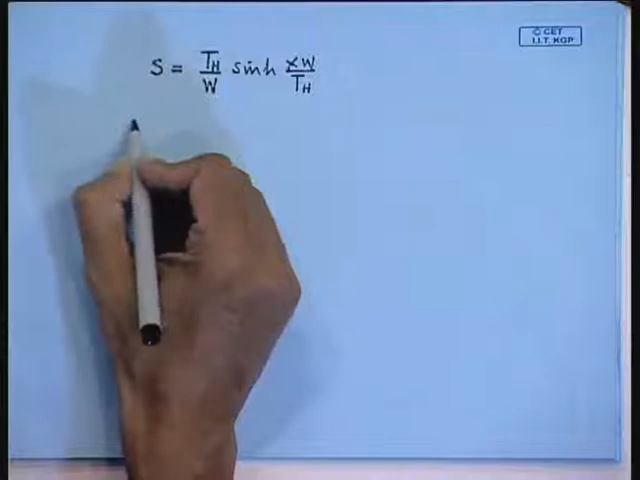 © CET
I.I.T. KGP
S = T_H/W sinh XW/T_H